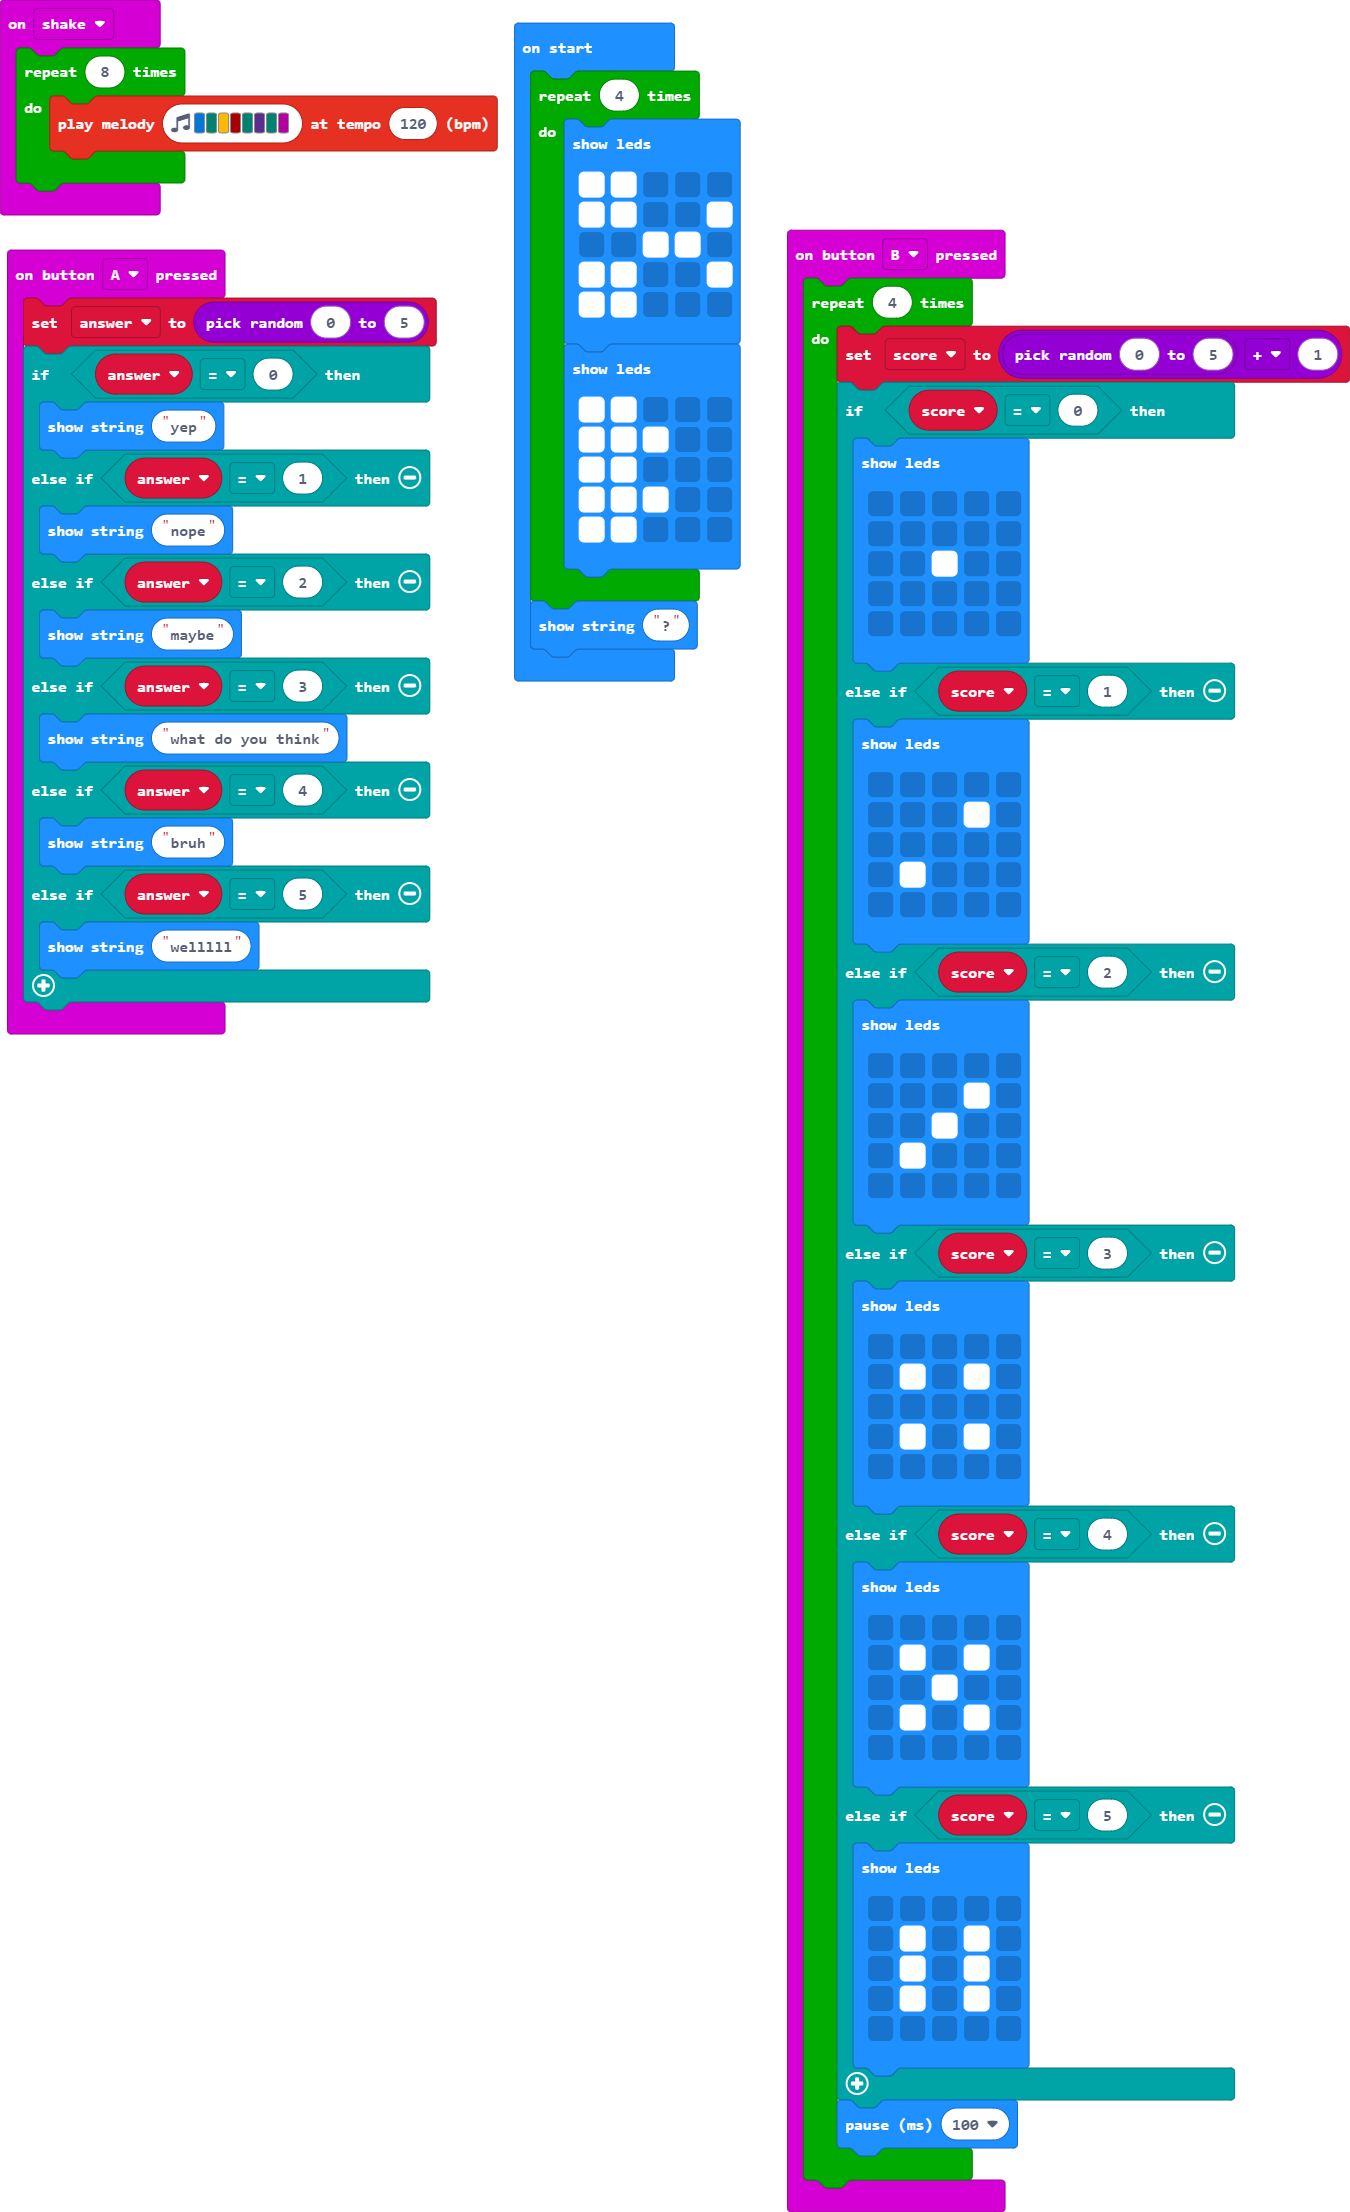 on shake
repeat 8 times
do
play melody at tempo 120 (bpm)
on button A pressed
set answer to pick random 0 to 5
if answer = 0 then
show string "yep"
else if answer = 1 then
show string "nope"
else if answer = 2 then
show string "maybe"
else if answer = 3 then
show string "what do you think"
else if answer = 4 then
show string "bruh"
else if answer = 5 then
show string "welllll"
on start
repeat 4 times
do
show leds
show leds
show string "?"
on button B pressed
repeat 4 times
do
set score to pick random 0 to 5 + 1
if score = 0 then
show leds
else if score = 1 then
show leds
else if score = 2 then
show leds
else if score = 3 then
show leds
else if score = 4 then
show leds
else if score = 5 then
show leds
pause (ms) 100